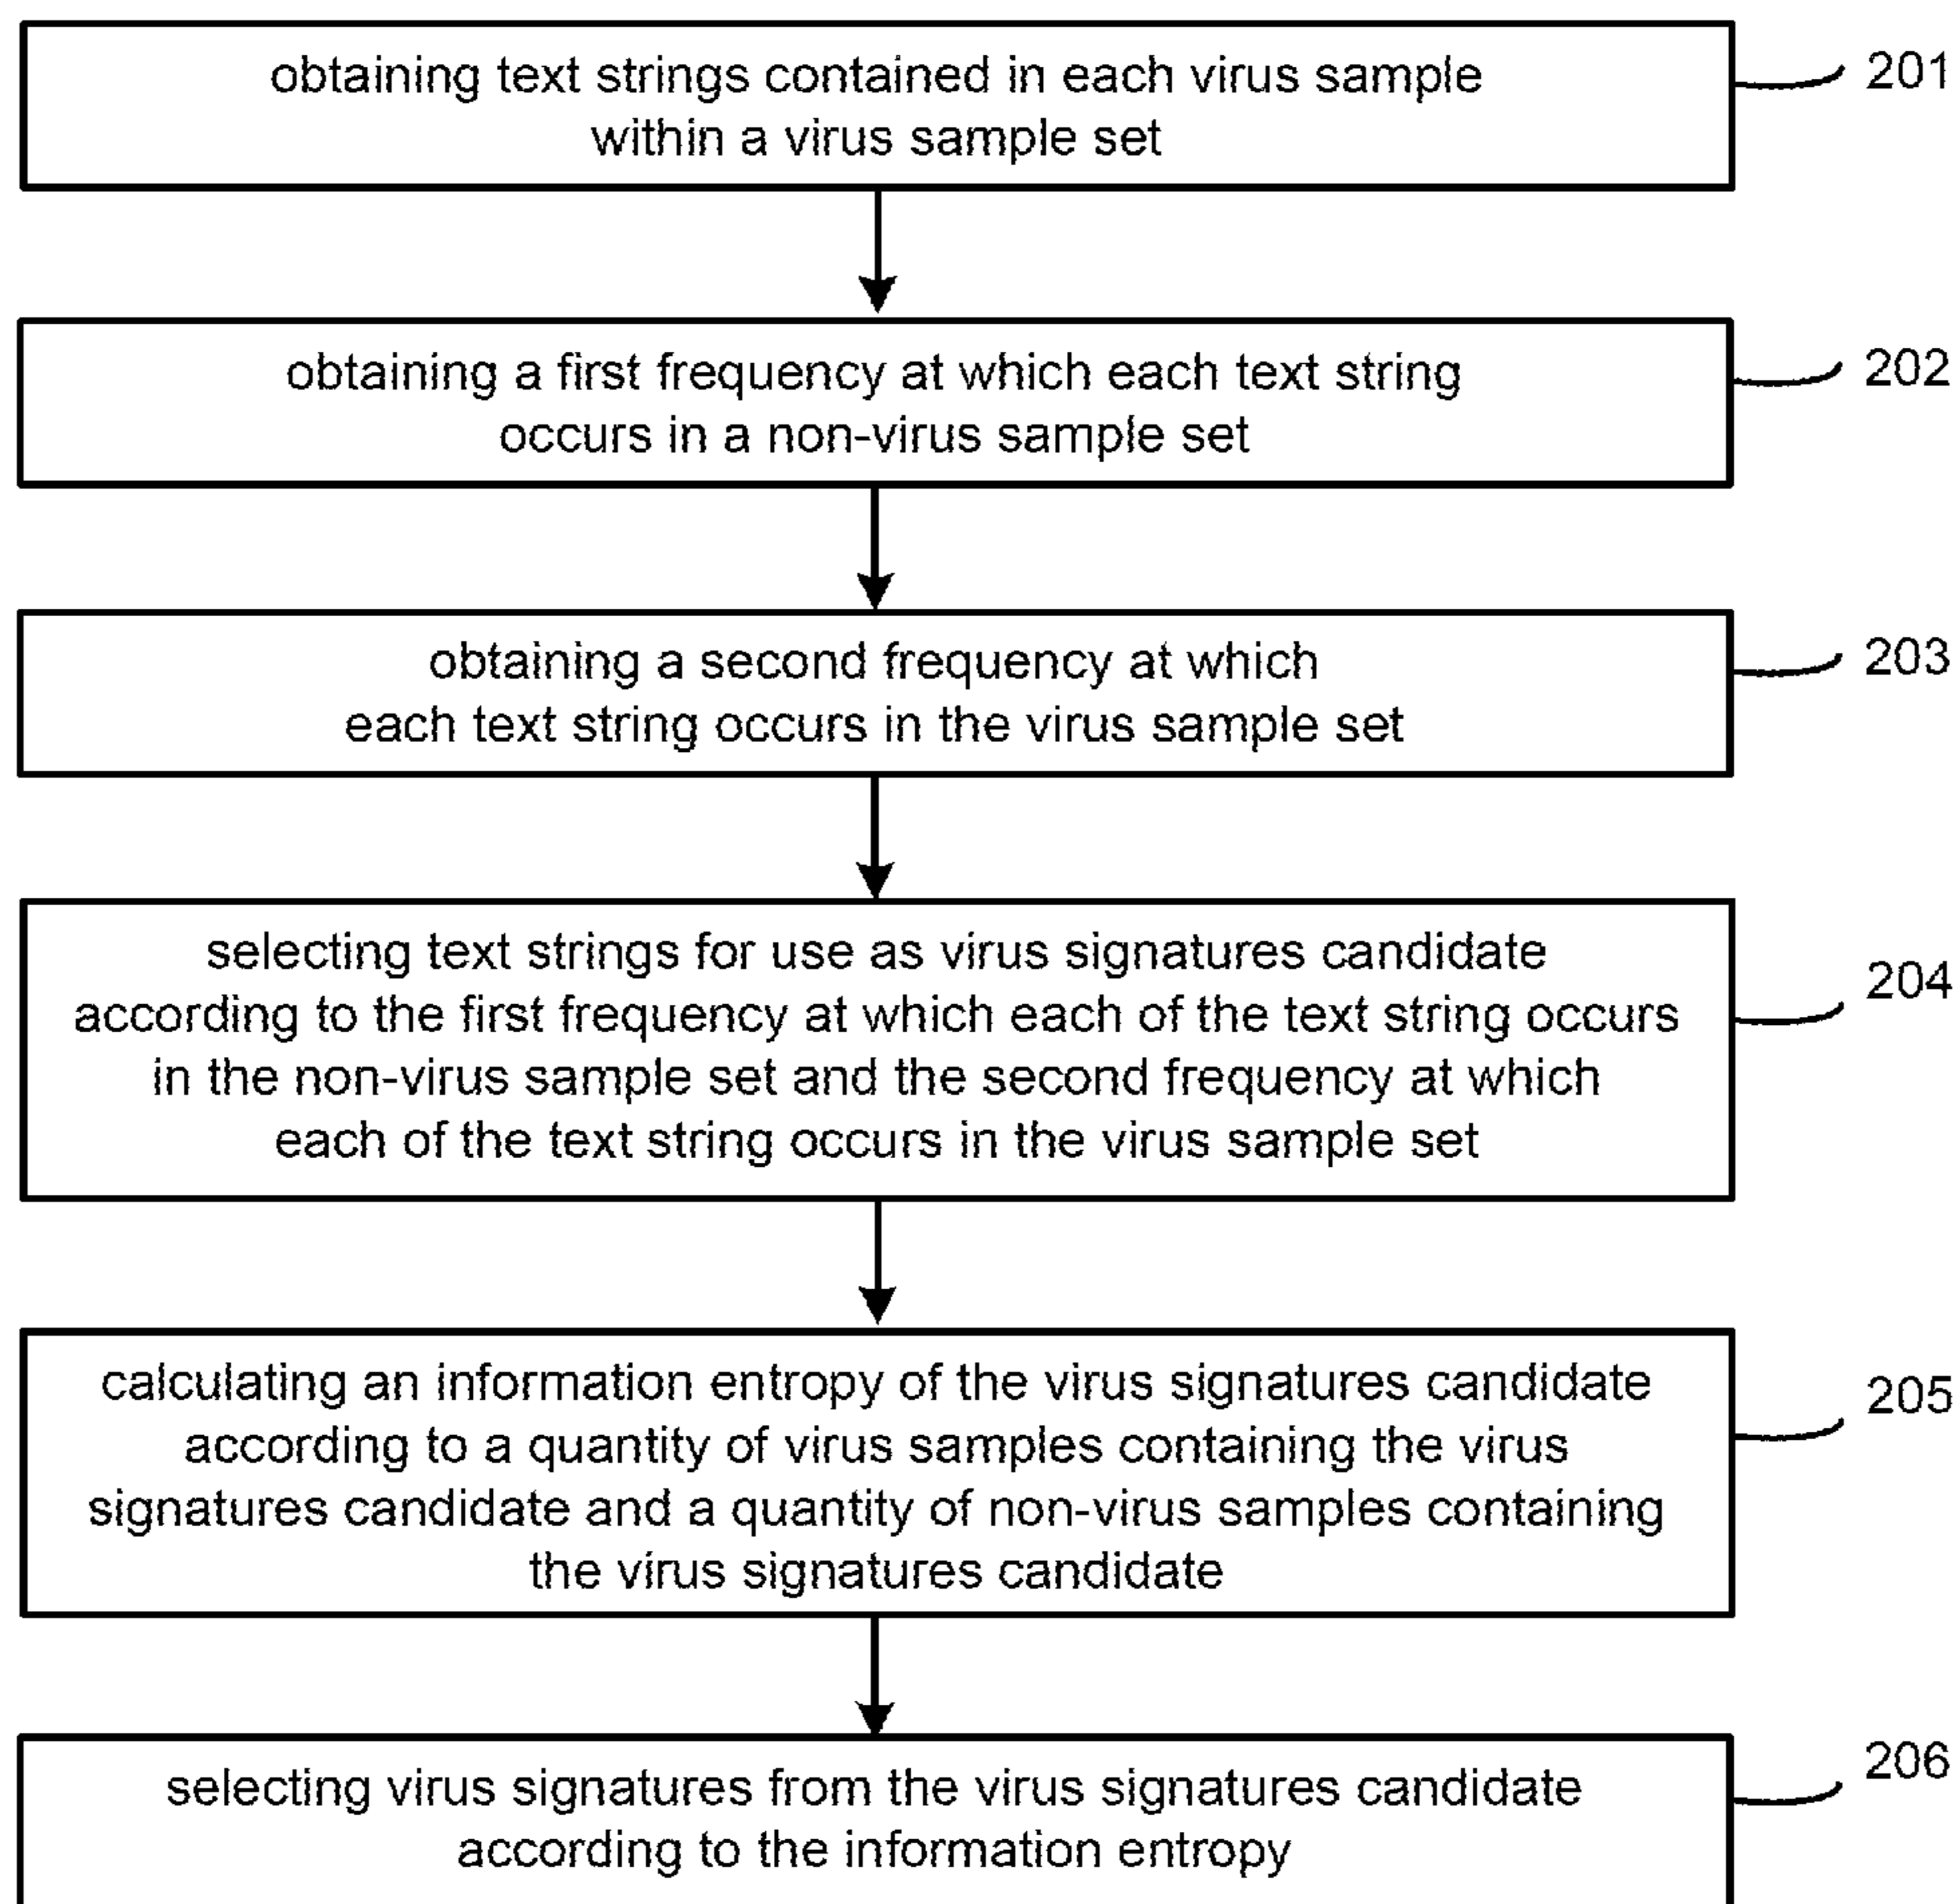 obtaining text strings contained in each virus sample
within a virus sample set
201
obtaining a first frequency at which each text string
occurs in a non-virus sample set
202
obtaining a second frequency at which
each text string occurs in the virus sample set
203
selecting text strings for use as virus signatures candidate
according to the first frequency at which each of the text string occurs
in the non-virus sample set and the second frequency at which
each of the text string occurs in the virus sample set
204
calculating an information entropy of the virus signatures candidate
according to a quantity of virus samples containing the virus
signatures candidate and a quantity of non-virus samples containing
the virus signatures candidate
205
selecting virus signatures from the virus signatures candidate
according to the information entropy
206